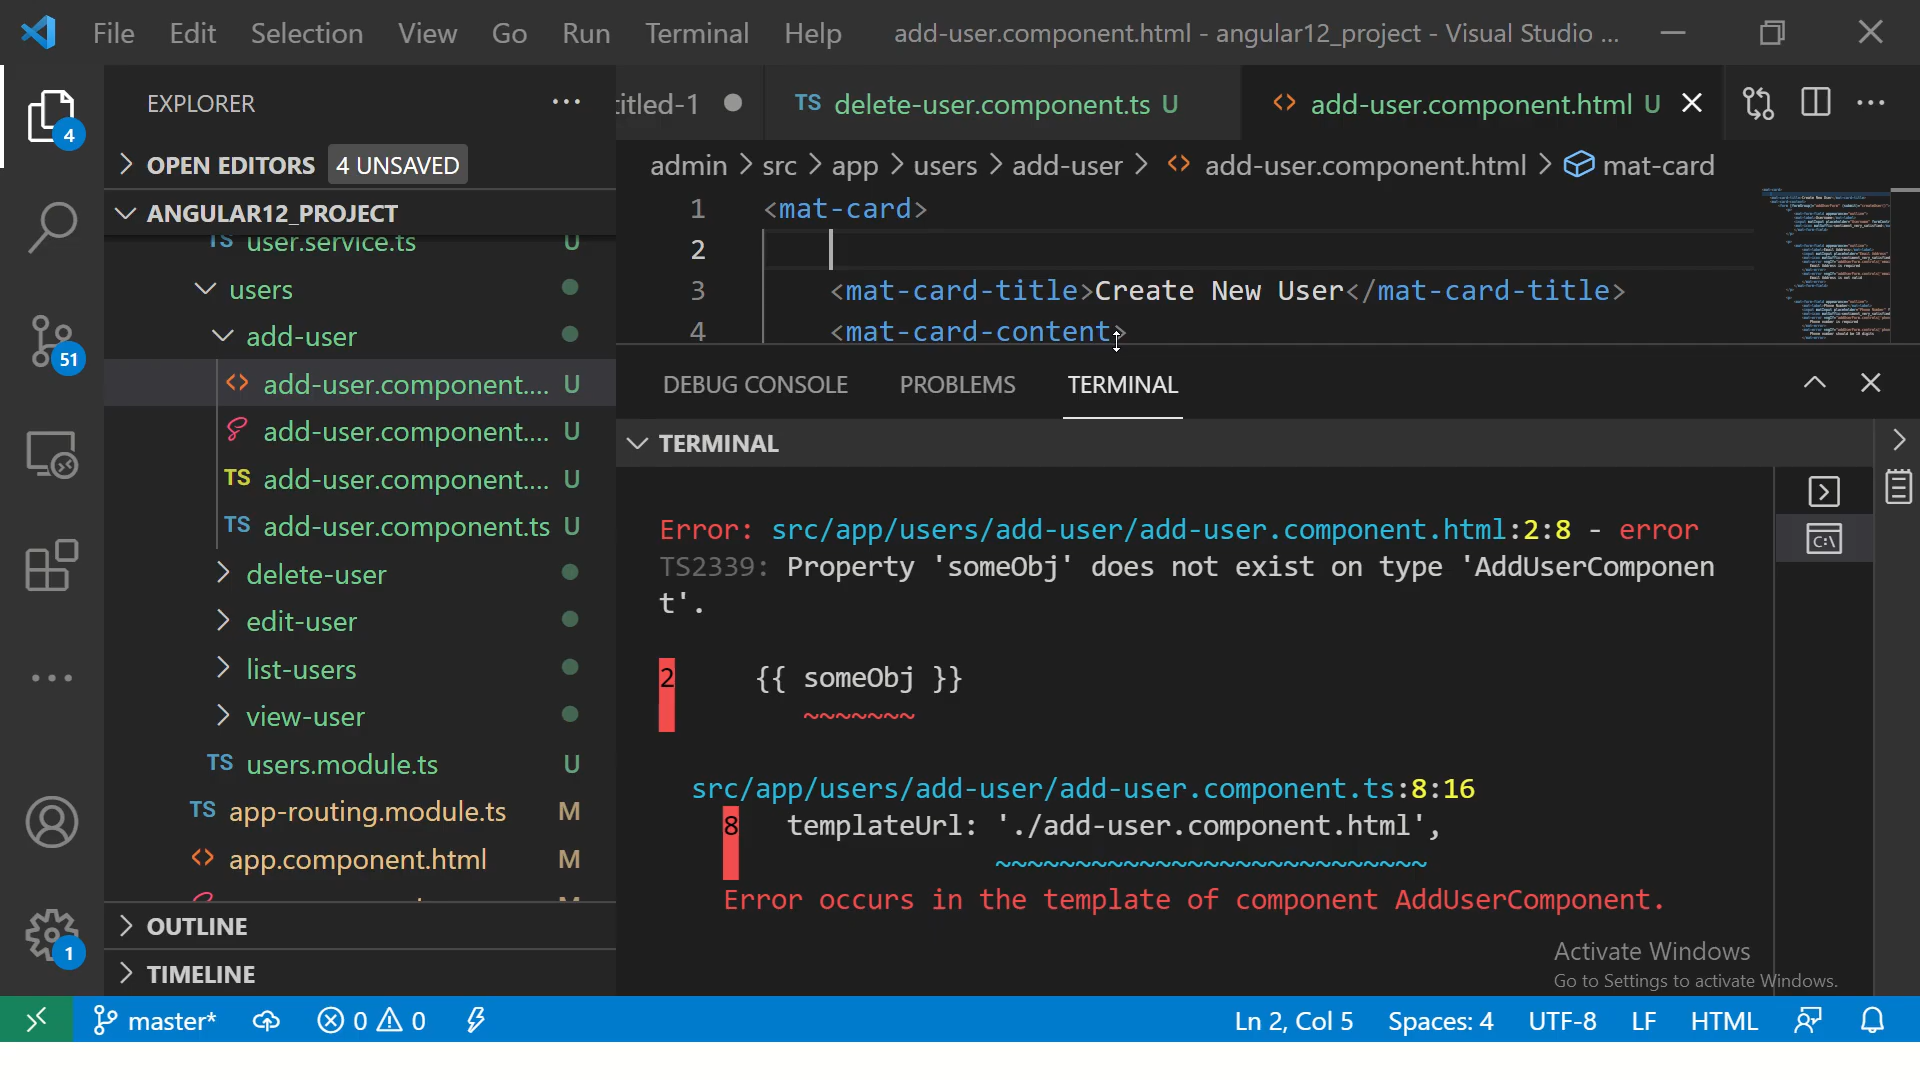 File Edit Selection View Go Run Terminal Help add-user.component.html - angular12_project - Visual Studio ...
EXPLORER
4
OPEN EDITORS 4 UNSAVED
ANGULAR12_PROJECT
TS user.service.ts U
users
add-user
add-user.component.... U
add-user.component.... U
TS add-user.component.... U
TS add-user.component.ts U
delete-user
edit-user
list-users
view-user
TS users.module.ts U
TS app-routing.module.ts M
app.component.html M
OUTLINE
TIMELINE
51
1
titled-1 TS delete-user.component.ts U add-user.component.html U
admin > src > app > users > add-user > add-user.component.html > mat-card
1 <mat-card>
2
3 <mat-card-title>Create New User</mat-card-title>
4 <mat-card-content>
DEBUG CONSOLE PROBLEMS TERMINAL
TERMINAL
Error: src/app/users/add-user/add-user.component.html:2:8 - error
TS2339: Property 'someObj' does not exist on type 'AddUserComponen
t'.
2 {{ someObj }}
~~~~~~~
src/app/users/add-user/add-user.component.ts:8:16
8 templateUrl: './add-user.component.html',
~~~~~~~~~~~~~~~~~~~~~~~~~~~
Error occurs in the template of component AddUserComponent.
C:\
Activate Windows
Go to Settings to activate Windows.
master* 0 0 Ln 2, Col 5 Spaces: 4 UTF-8 LF HTML